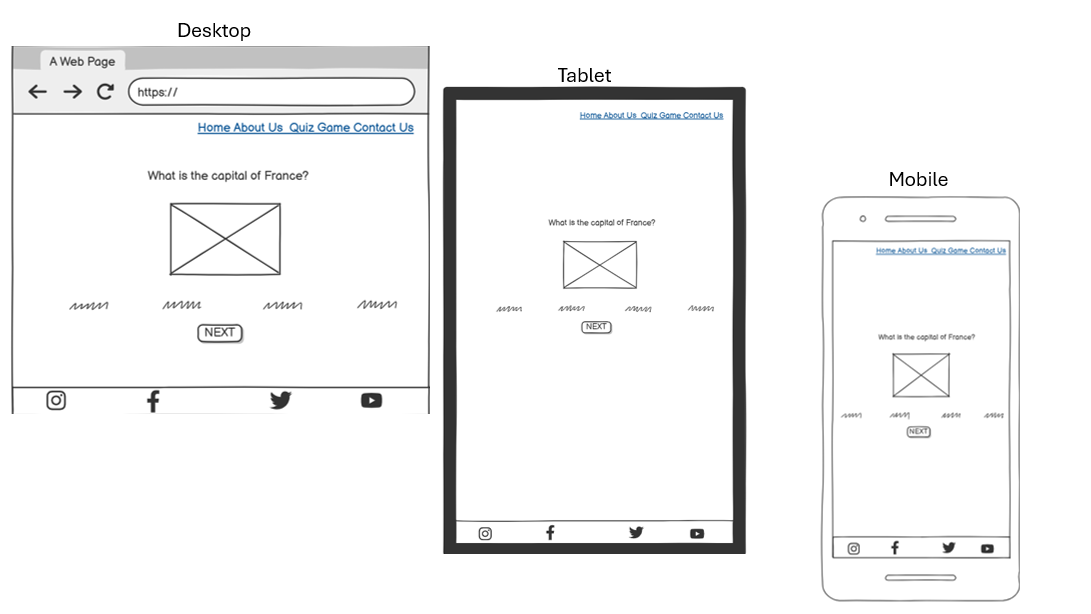 Desktop
A Web Page
https://
Home About Us Quiz Game Contact Us
What is the capital of France?
NEXT
Tablet
Home About Us Quiz Game Contact Us
What is the capital of France?
NEXT
Mobile
Home About Us Quiz Game Contact Us
What is the capital of France?
NEXT